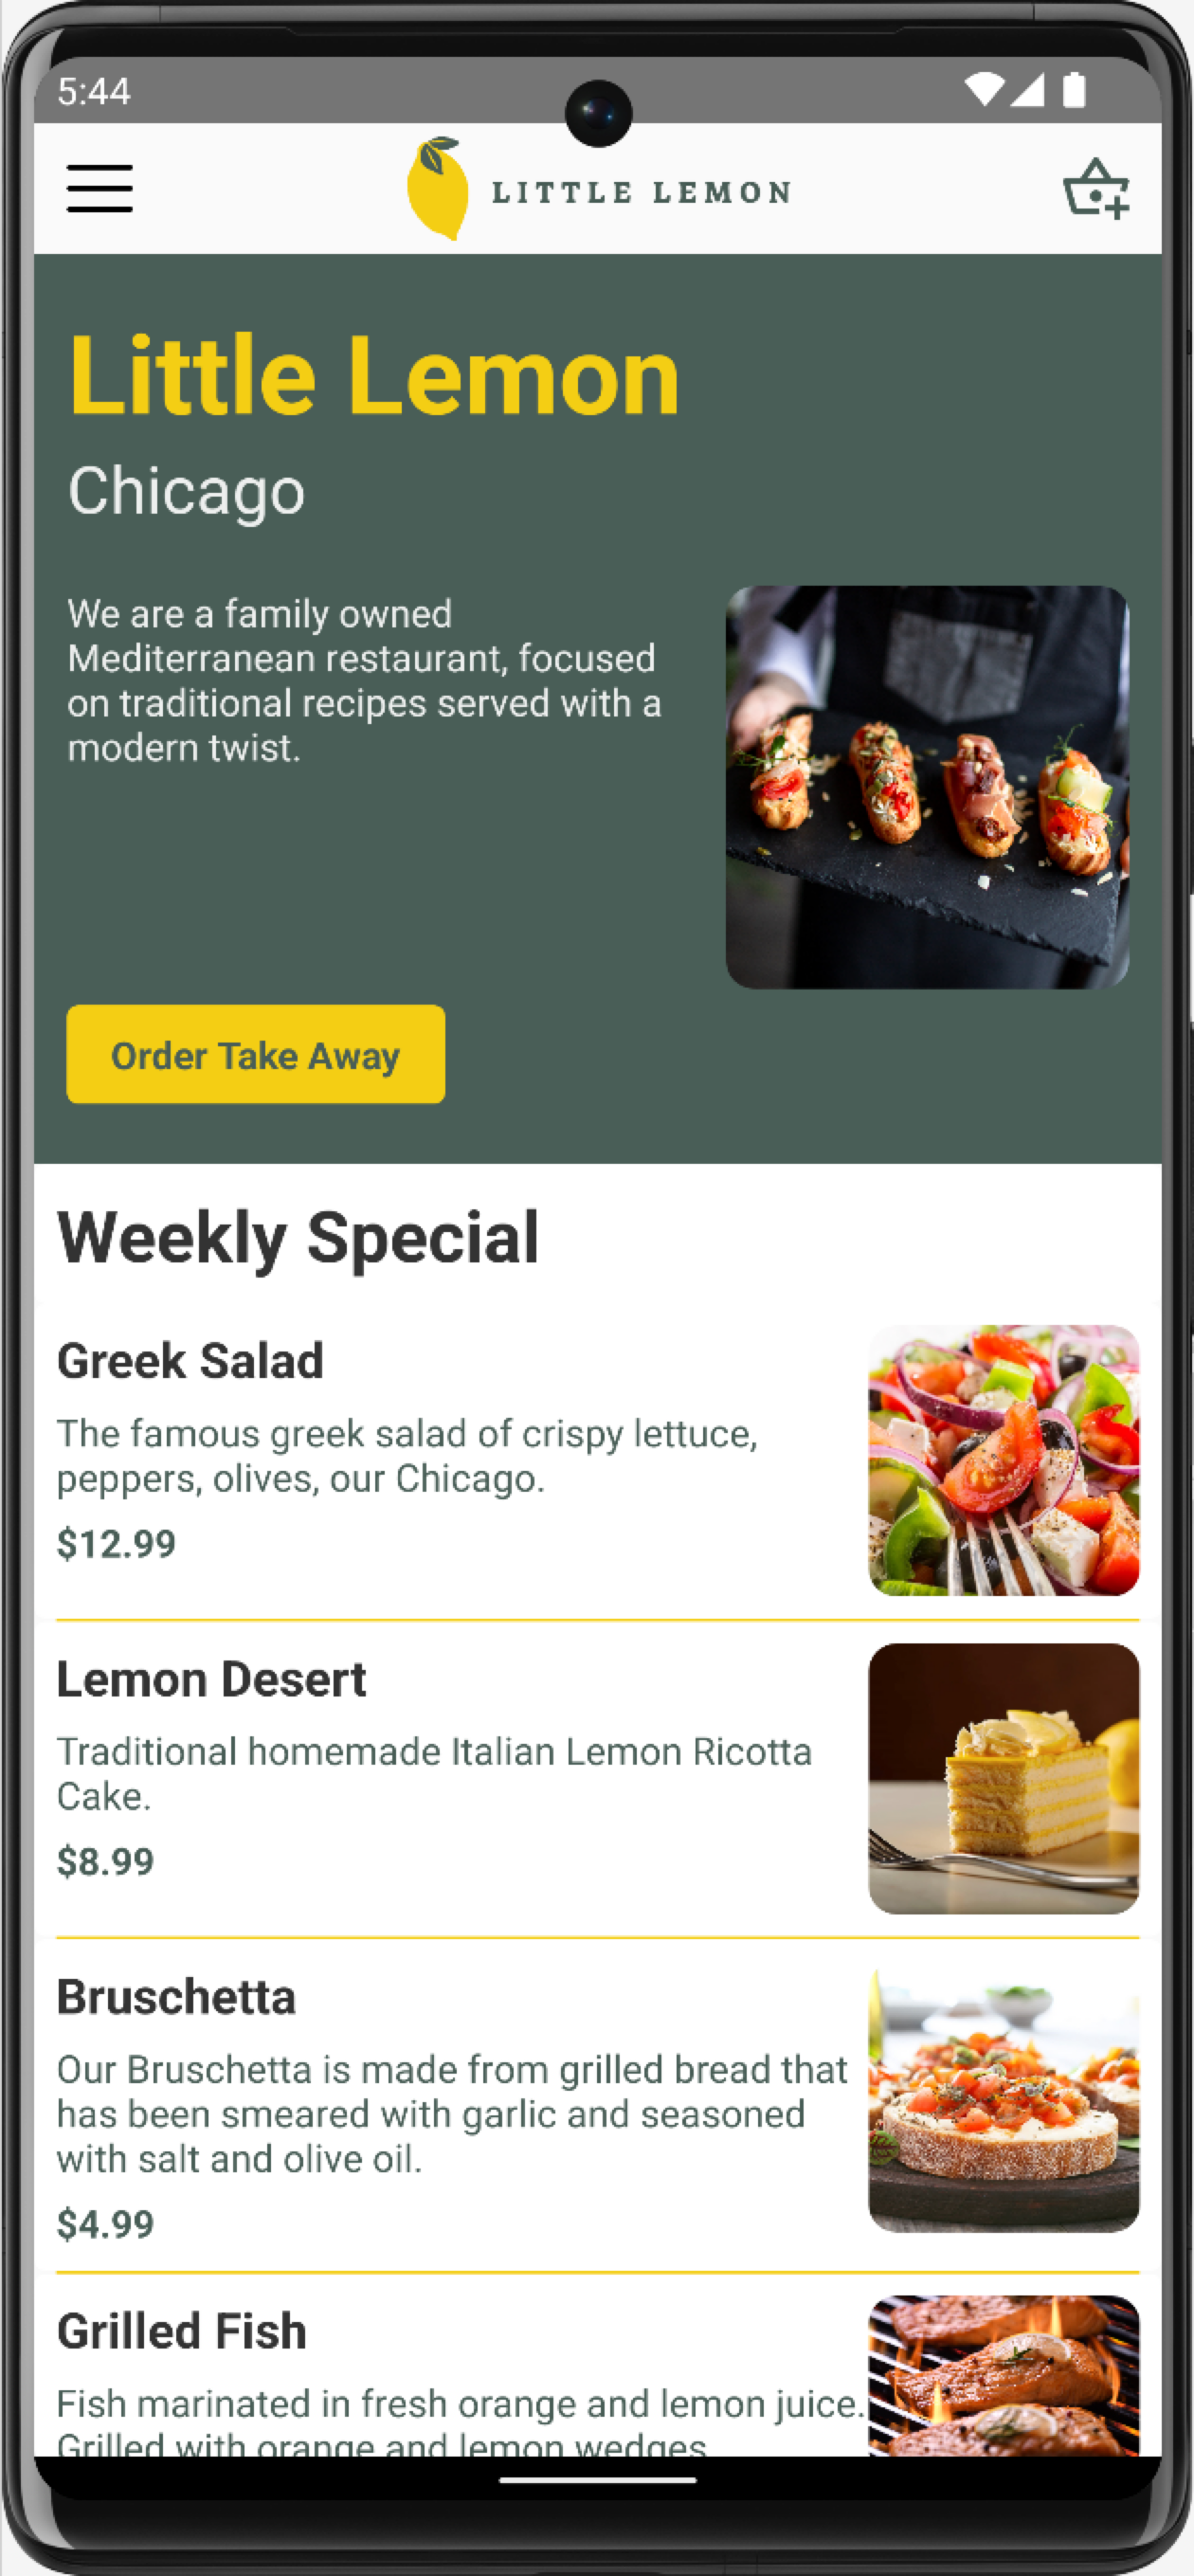 5:44
LITTLE LEMON
Little Lemon
Chicago
We are a family owned
Mediterranean restaurant, focused
on traditional recipes served with a
modern twist.
Order Take Away
Weekly Special
Greek Salad
The famous greek salad of crispy lettuce,
peppers, olives, our Chicago.
$12.99
Lemon Desert
Traditional homemade Italian Lemon Ricotta
Cake.
$8.99
Bruschetta
Our Bruschetta is made from grilled bread that
has been smeared with garlic and seasoned
with salt and olive oil.
$4.99
Grilled Fish
Fish marinated in fresh orange and lemon juice.
Grilled with orange and lemon wedges